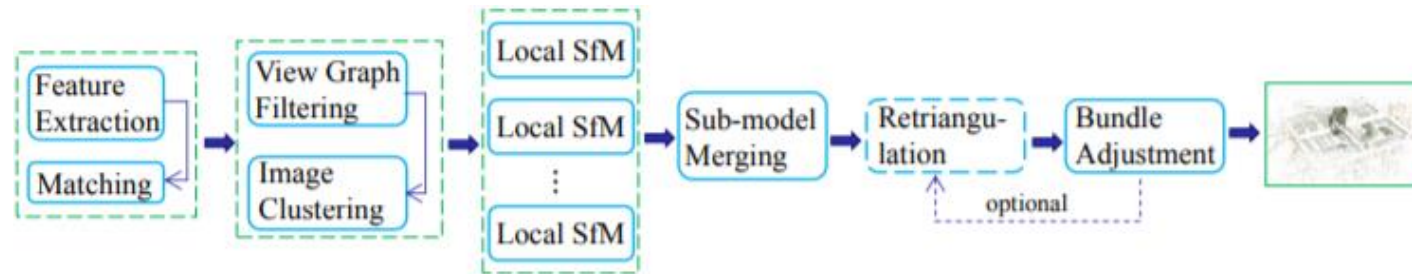 Feature
Extraction
Matching
View Graph
Filtering
Image
Clustering
Local SfM
Local SfM
⋮
Local SfM
Sub-model
Merging
Retriangu-
lation
Bundle
Adjustment
optional